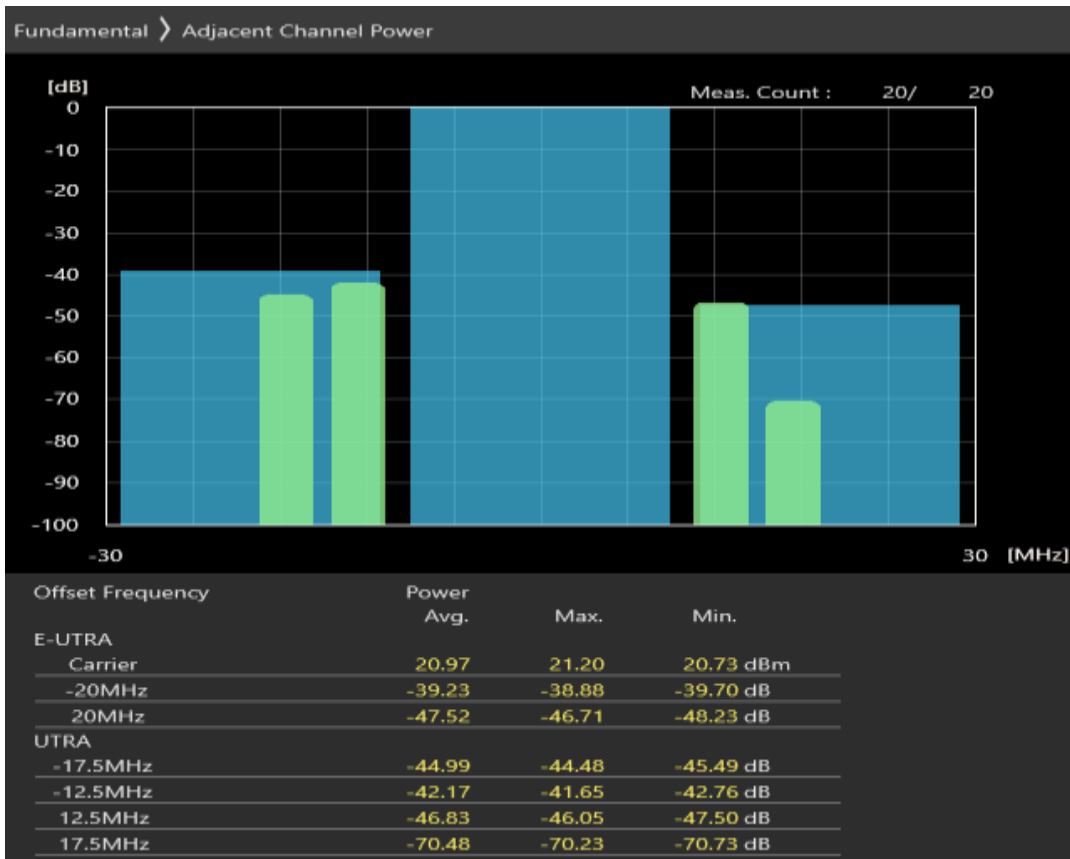 Fundamental 〉 Adjacent Channel Power
[dB]
Meas. Count : 20/ 20
0
-10
-20
-30
-40
-50
-60
-70
-80
-90
-100
-30 30 [MHz]
Offset Frequency Power
Avg. Max. Min.
E-UTRA
Carrier 20.97 21.20 20.73 dBm
-20MHz -39.23 -38.88 -39.70 dB
20MHz -47.52 -46.71 -48.23 dB
UTRA
-17.5MHz -44.99 -44.48 -45.49 dB
-12.5MHz -42.17 -41.65 -42.76 dB
12.5MHz -46.83 -46.05 -47.50 dB
17.5MHz -70.48 -70.23 -70.73 dB